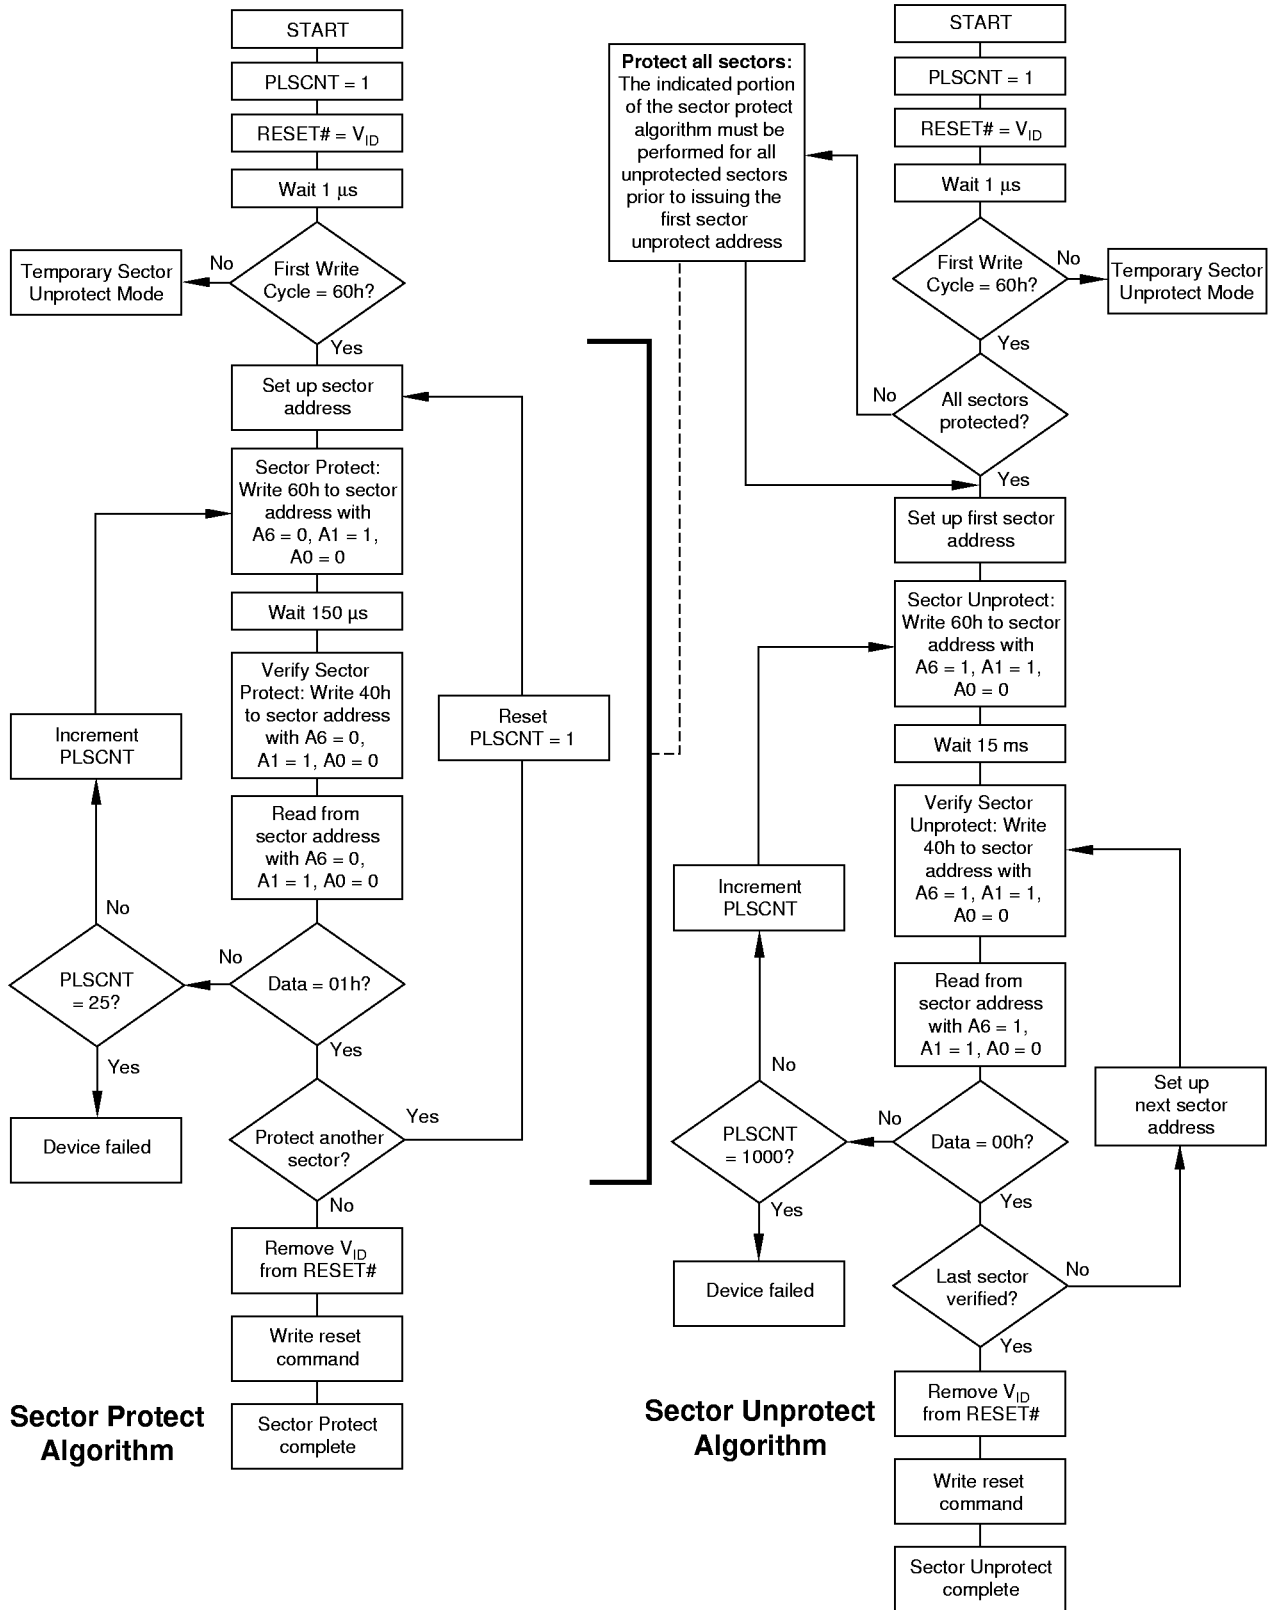 START
PLSCNT = 1
RESET# = VID
Wait 1 μs
First Write
Cycle = 60h?
No
Temporary Sector
Unprotect Mode
Yes
Set up sector
address
Sector Protect:
Write 60h to sector
address with
A6 = 0, A1 = 1,
A0 = 0
Wait 150 μs
Verify Sector
Protect: Write 40h
to sector address
with A6 = 0,
A1 = 1, A0 = 0
Read from
sector address
with A6 = 0,
A1 = 1, A0 = 0
Data = 01h?
No
PLSCNT
= 25?
No
Increment
PLSCNT
Yes
Device failed
Yes
Protect another
sector?
Yes
Reset
PLSCNT = 1
No
Remove VID
from RESET#
Write reset
command
Sector Protect
complete
Sector Protect
Algorithm
Protect all sectors:
The indicated portion
of the sector protect
algorithm must be
performed for all
unprotected sectors
prior to issuing the
first sector
unprotect address
START
PLSCNT = 1
RESET# = VID
Wait 1 μs
First Write
Cycle = 60h?
No
Temporary Sector
Unprotect Mode
Yes
All sectors
protected?
No
Yes
Set up first sector
address
Sector Unprotect:
Write 60h to sector
address with
A6 = 1, A1 = 1,
A0 = 0
Wait 15 ms
Verify Sector
Unprotect: Write
40h to sector
address with
A6 = 1, A1 = 1,
A0 = 0
Read from
sector address
with A6 = 1,
A1 = 1, A0 = 0
Data = 00h?
No
PLSCNT
= 1000?
No
Increment
PLSCNT
Yes
Device failed
Yes
Last sector
verified?
No
Set up
next sector
address
Yes
Remove VID
from RESET#
Write reset
command
Sector Unprotect
complete
Sector Unprotect
Algorithm